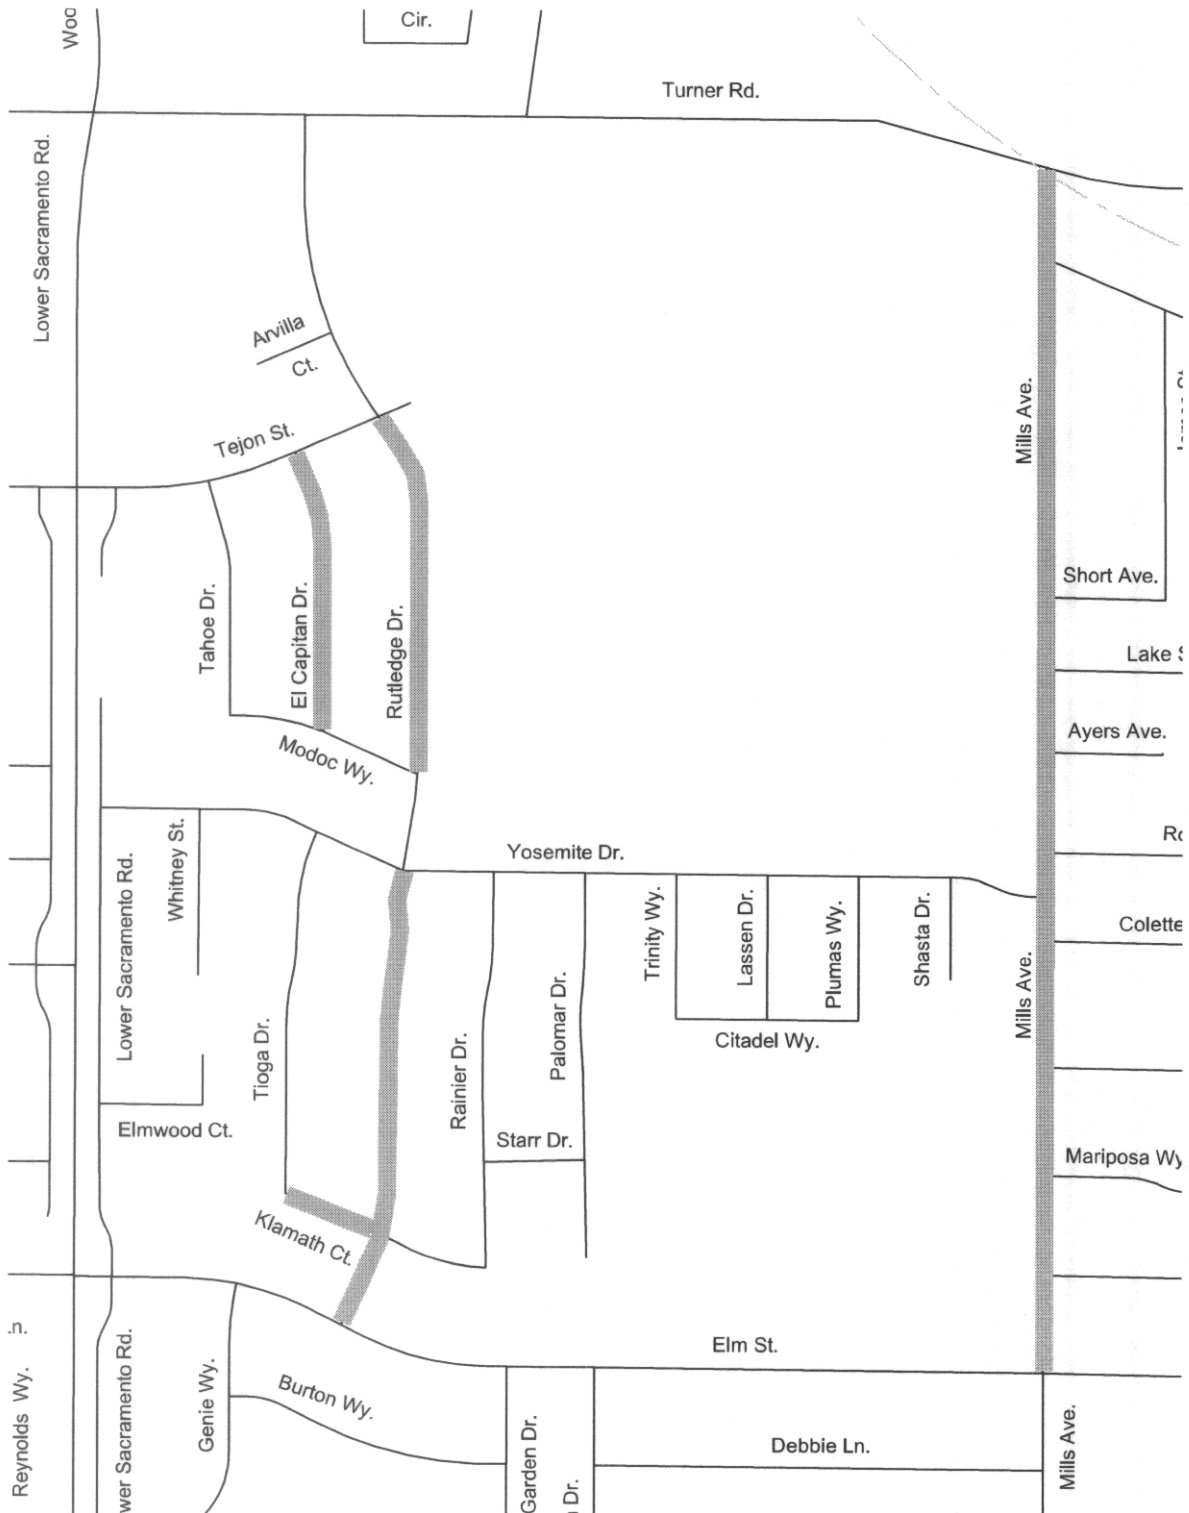 Woo
Cir.
Turner Rd.
Lower Sacramento Rd.
Arvilla
Ct.
Tejon St.
Mills Ave.
Short Ave.
Tahoe Dr.
El Capitan Dr.
Rutledge Dr.
Lake S
Ayers Ave.
Modoc Wy.
Yosemite Dr.
Whitney St.
Lower Sacramento Rd.
Trinity Wy.
Lassen Dr.
Plumas Wy.
Shasta Dr.
Colette
Mills Ave.
Citadel Wy.
Tioga Dr.
Rainier Dr.
Palomar Dr.
Elmwood Ct.
Starr Dr.
Mariposa Wy
Klamath Ct.
Elm St.
Reynolds Wy.
wer Sacramento Rd.
Genie Wy.
Burton Wy.
Garden Dr.
Dr.
Debbie Ln.
Mills Ave.